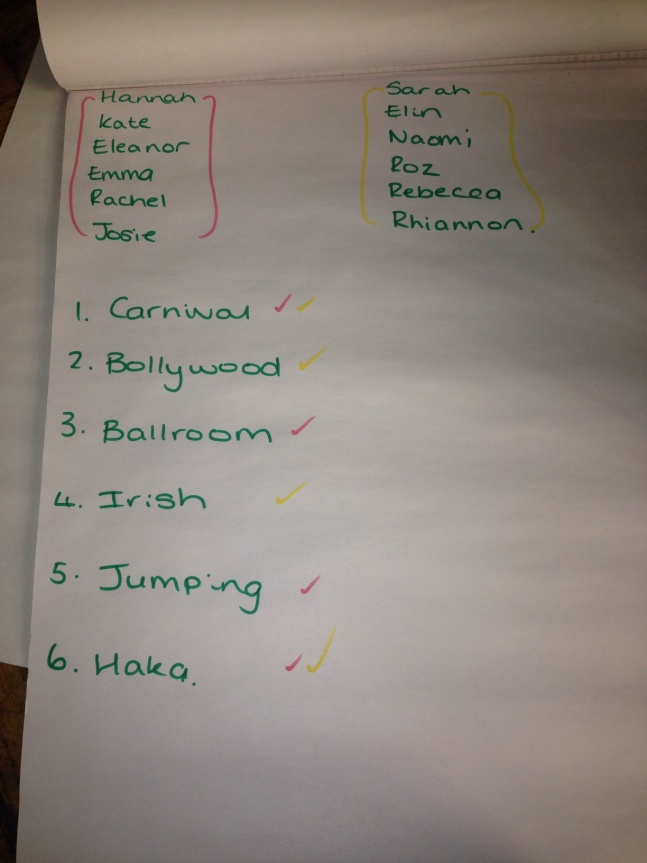 Hannah
Kate
Eleanor
Emma
Rachel
Josie
Sarah
Elin
Naomi
Roz
Rebecca
Rhiannon.
1. Carnival ✓ ✓
2. Bollywood ✓
3. Ballroom ✓
4. Irish ✓
5. Jumping ✓
6. Haka. ✓ ✓